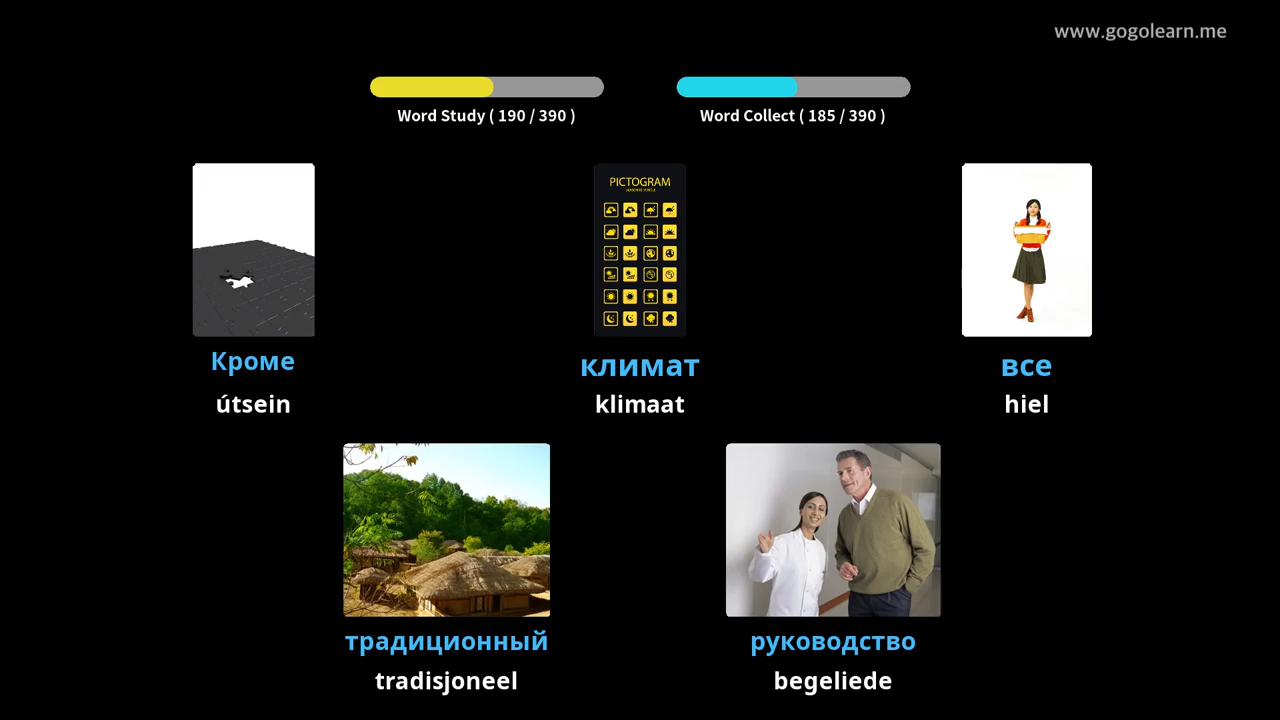 www.gogolearn.me
Word Study ( 190 / 390 )
Word Collect ( 185 / 390 )
PICTOGRAM
Кроме
útsein
климат
klimaat
все
hiel
традиционный
tradisjoneel
руководство
begeliede